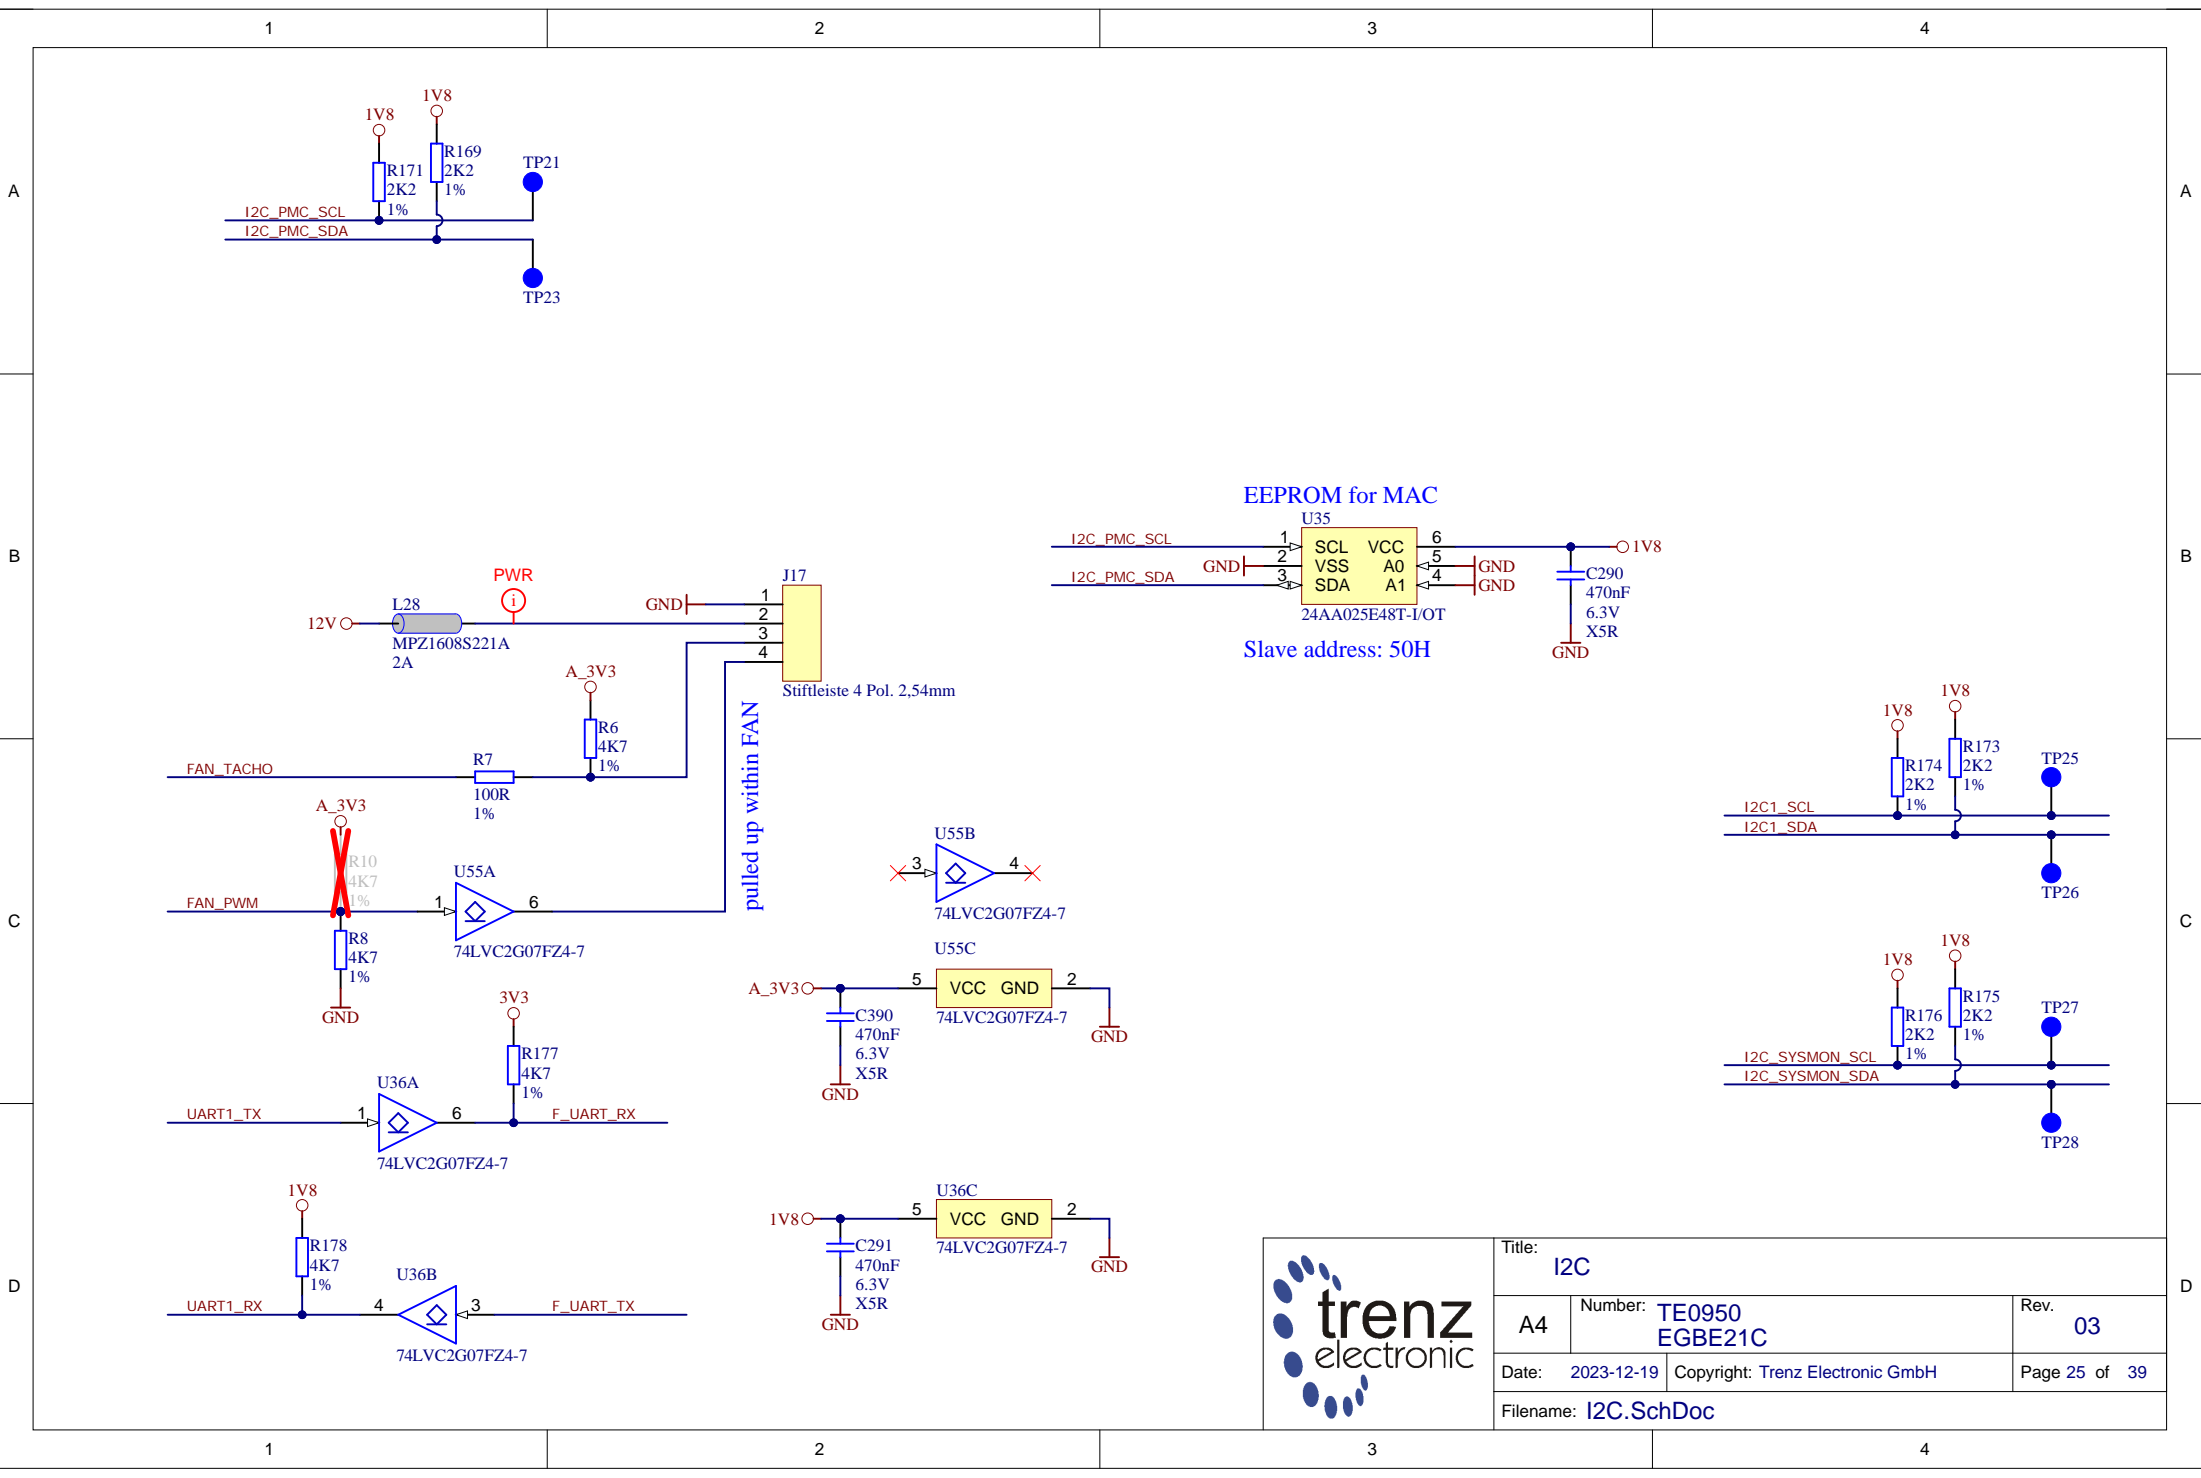 1
2
3
4
A
A
1V8
1V8
R171
2K2
1%
R169
2K2
1%
TP21
I2C_PMC_SCL
I2C_PMC_SDA
TP23
B
B
EEPROM for MAC
U35
I2C_PMC_SCL
1
SCL
VCC
6
1V8
GND
2
VSS
A0
5
GND
I2C_PMC_SDA
3
SDA
A1
4
GND
24AA025E48T-I/OT
Slave address: 50H
C290
470nF
6.3V
X5R
GND
PWR
i
12V
L28
MPZ1608S221A
2A
GND
J17
1
2
3
4
Stiftleiste 4 Pol. 2,54mm
A_3V3
R6
4K7
1%
FAN_TACHO
R7
100R
1%
pulled up within FAN
C
C
A_3V3
R10
4K7
1%
FAN_PWM
R8
4K7
1%
GND
U55A
1
6
74LVC2G07FZ4-7
U55B
3
4
74LVC2G07FZ4-7
U55C
A_3V3
5
VCC GND
2
74LVC2G07FZ4-7
C390
470nF
6.3V
X5R
GND
GND
1V8
1V8
R174
2K2
1%
R173
2K2
1%
TP25
I2C1_SCL
I2C1_SDA
TP26
1V8
1V8
R176
2K2
1%
R175
2K2
1%
TP27
I2C_SYSMON_SCL
I2C_SYSMON_SDA
TP28
D
D
3V3
R177
4K7
1%
U36A
UART1_TX
1
6
F_UART_RX
74LVC2G07FZ4-7
1V8
R178
4K7
1%
U36B
UART1_RX
4
3
F_UART_TX
74LVC2G07FZ4-7
U36C
1V8
5
VCC GND
2
74LVC2G07FZ4-7
C291
470nF
6.3V
X5R
GND
GND
trenz
electronic
Title:
I2C
A4
Number: TE0950
EGBE21C
Rev.
03
Date: 2023-12-19
Copyright: Trenz Electronic GmbH
Page 25 of 39
Filename: I2C.SchDoc
1
2
3
4